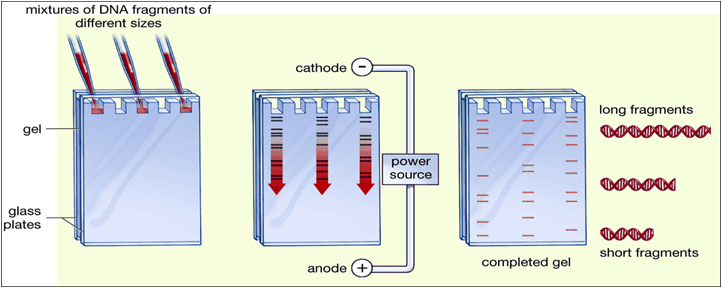 mixtures of DNA fragments of
different sizes
gel
glass
plates
cathode
−
power
source
anode
+
completed gel
long fragments
short fragments